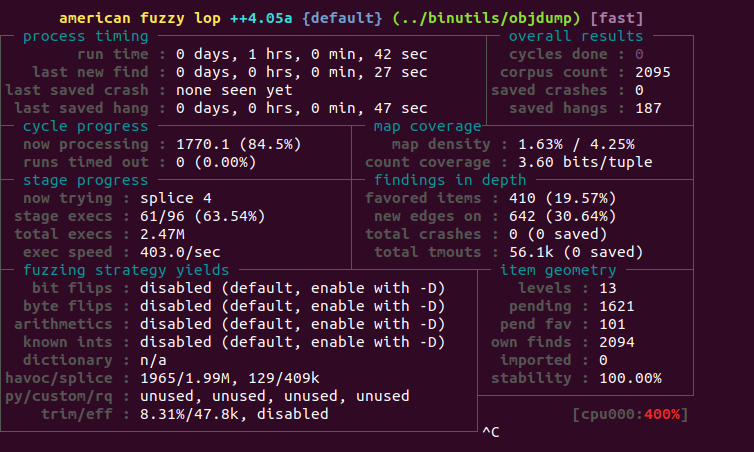 american fuzzy lop ++4.05a {default} (../binutils/objdump) [fast]
process timing overall results
run time : 0 days, 1 hrs, 0 min, 42 sec cycles done : 0
last new find : 0 days, 0 hrs, 0 min, 27 sec corpus count : 2095
last saved crash : none seen yet saved crashes : 0
last saved hang : 0 days, 0 hrs, 0 min, 47 sec saved hangs : 187
cycle progress map coverage
now processing : 1770.1 (84.5%) map density : 1.63% / 4.25%
runs timed out : 0 (0.00%) count coverage : 3.60 bits/tuple
stage progress findings in depth
now trying : splice 4 favored items : 410 (19.57%)
stage execs : 61/96 (63.54%) new edges on : 642 (30.64%)
total execs : 2.47M total crashes : 0 (0 saved)
exec speed : 403.0/sec total tmouts : 56.1k (0 saved)
fuzzing strategy yields item geometry
bit flips : disabled (default, enable with -D) levels : 13
byte flips : disabled (default, enable with -D) pending : 1621
arithmetics : disabled (default, enable with -D) pend fav : 101
known ints : disabled (default, enable with -D) own finds : 2094
dictionary : n/a imported : 0
havoc/splice : 1965/1.99M, 129/409k stability : 100.00%
py/custom/rq : unused, unused, unused, unused
trim/eff : 8.31%/47.8k, disabled [cpu000:400%]
^C